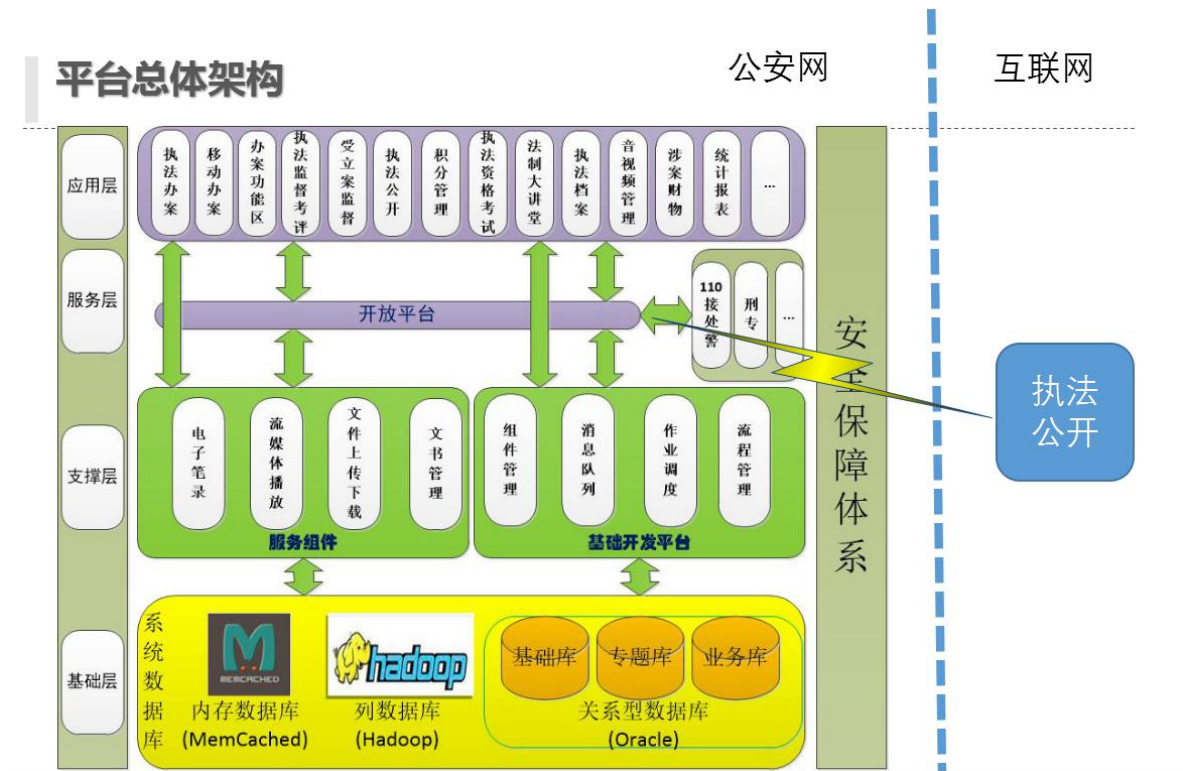 平台总体架构
公安网
互联网
应用层
执法办案
移动办案
办案功能区
执法监督考评
受立案监督
执法公开
积分管理
执法资格考试
法制大讲堂
执法档案
音视频管理
涉案财物
统计报表
...
服务层
开放平台
110接处警
刑专
...
安全保障体系
执法
公开
支撑层
电子笔录
流媒体播放
文件上传下载
文书管理
服务组件
组件管理
消息队列
作业调度
流程管理
基础开发平台
基础层
系统数据库
MEMCACHED
内存数据库
(MemCached)
hadoop
列数据库
(Hadoop)
基础库
专题库
业务库
关系型数据库
(Oracle)